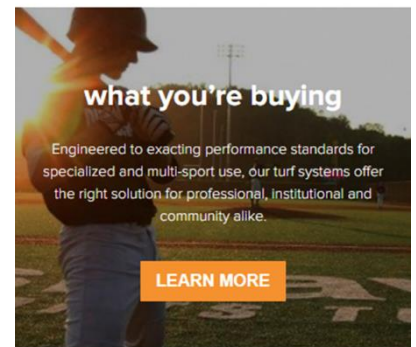 what you're buying
Engineered to exacting performance standards for
specialized and multi-sport use, our turf systems offer
the right solution for professional, institutional and
community alike.
LEARN MORE